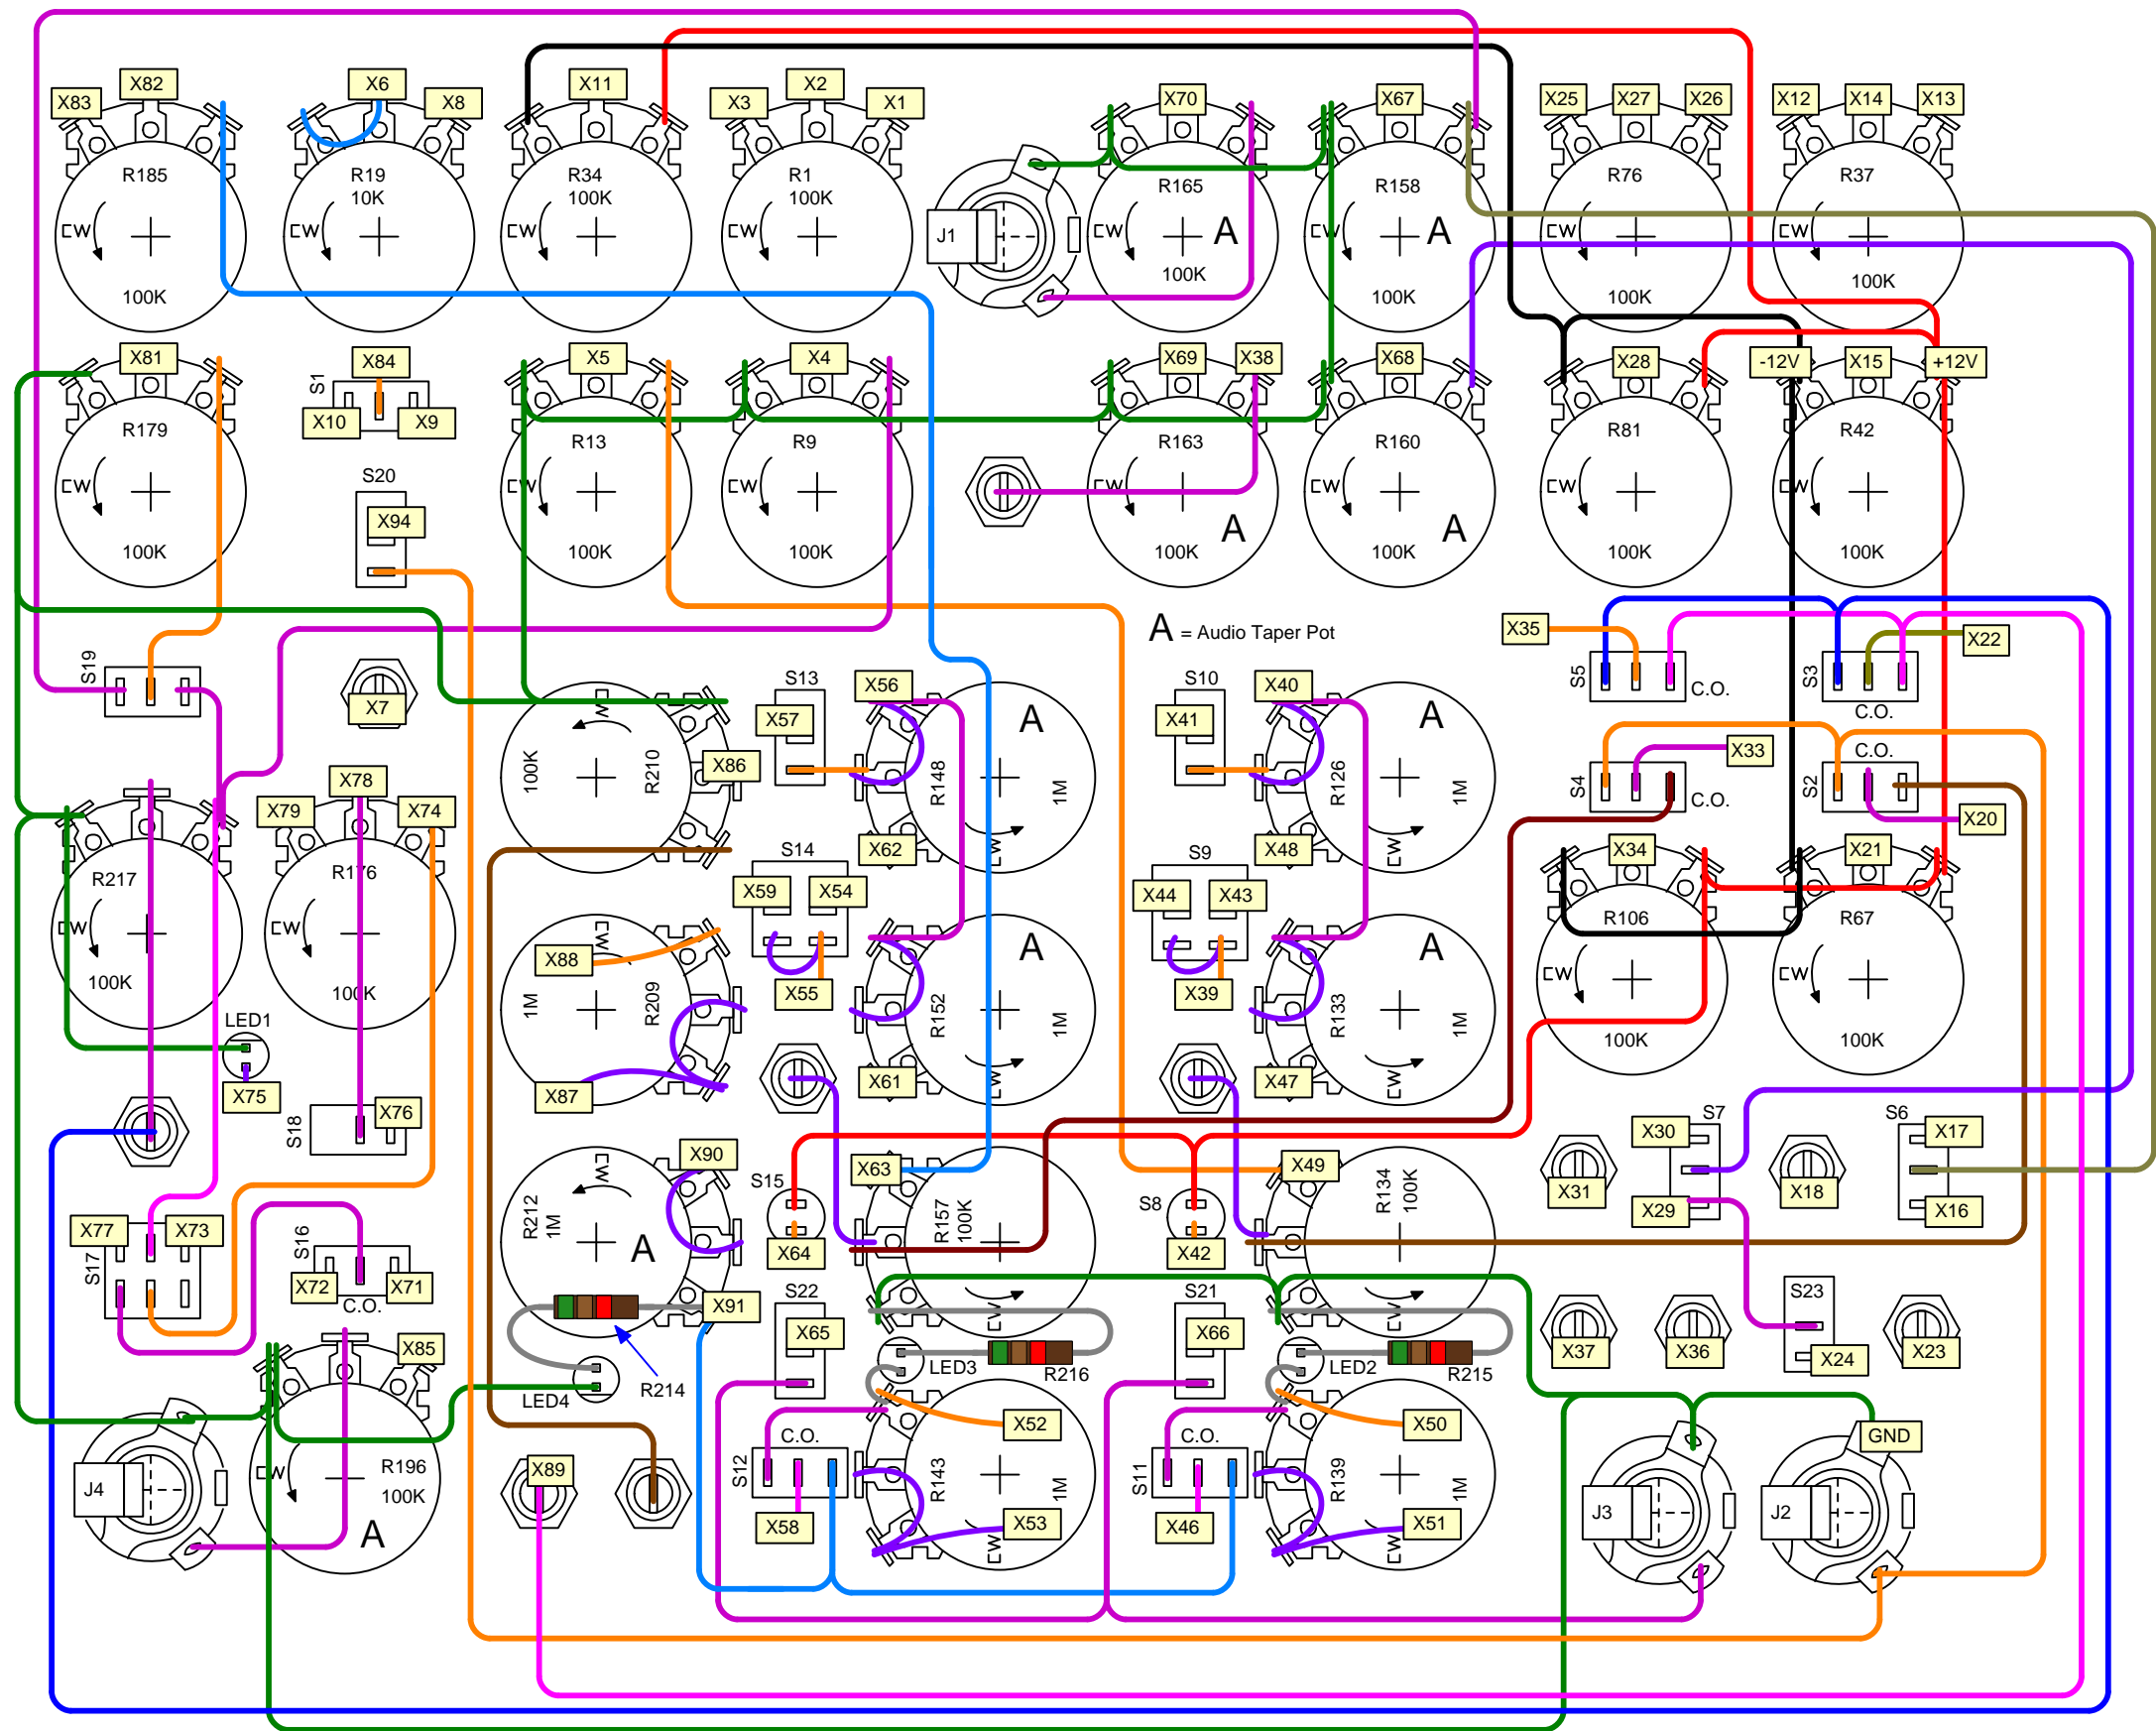 X83 X82 X6 X8 X11 X3 X2 X1 X70 X67 X25 X27 X26 X12 X14 X13
R185 R19 R34 R1 R165 R158 R76 R37
10K 100K 100K
CW CW CW CW J1 CW A CW A CW CW
100K 100K
100K 100K 100K
X81 S1 X84 X5 X4 X69 X38 X68 X28 -12V X15 +12V
X10 X9
R179 R13 R9 R163 R160 R81 R42
S20
CW CW CW CW CW CW CW
X94
100K 100K 100K 100K A 100K A 100K 100K
A = Audio Taper Pot
X35 X22
S19 S13 X56 S10 X40 S5 C.O. S3
X7 CW X57 A X41 A C.O.
X33
100K R210 X86 R148 1M R126 1M S4 C.O. C.O. S2
X79 X78 X74 X20
X62 CW X48 CW X34 X21
S14 S9
R217 R176 X59 X54 X44 X43 R106 R67
CW CW CW A A
X88 CW CW
100K 100K 1M R209 X55 R152 1M X39 R133 1M
LED1 100K 100K
X75 X87 X61 CW X47 CW
S18 X76 S7 S6
X30 X17
CW X90 X63 X49
S15 S8 R134 100K X31 X18
X77 X73 R212 1M R157 100K X29 X16
S17 S16 A X64 X42
X72 X71
C.O. X91 S22 CW S21 CW S23
X85 X65 X66 X37 X36 X24 X23
LED3 R216 LED2 R215
LED4 R214
X52 X50 GND
C.O. C.O.
CW R196 X89 S12 S11
J4 100K R143 1M R139 1M J3 J2
A X58 X53 X46 X51
CW CW